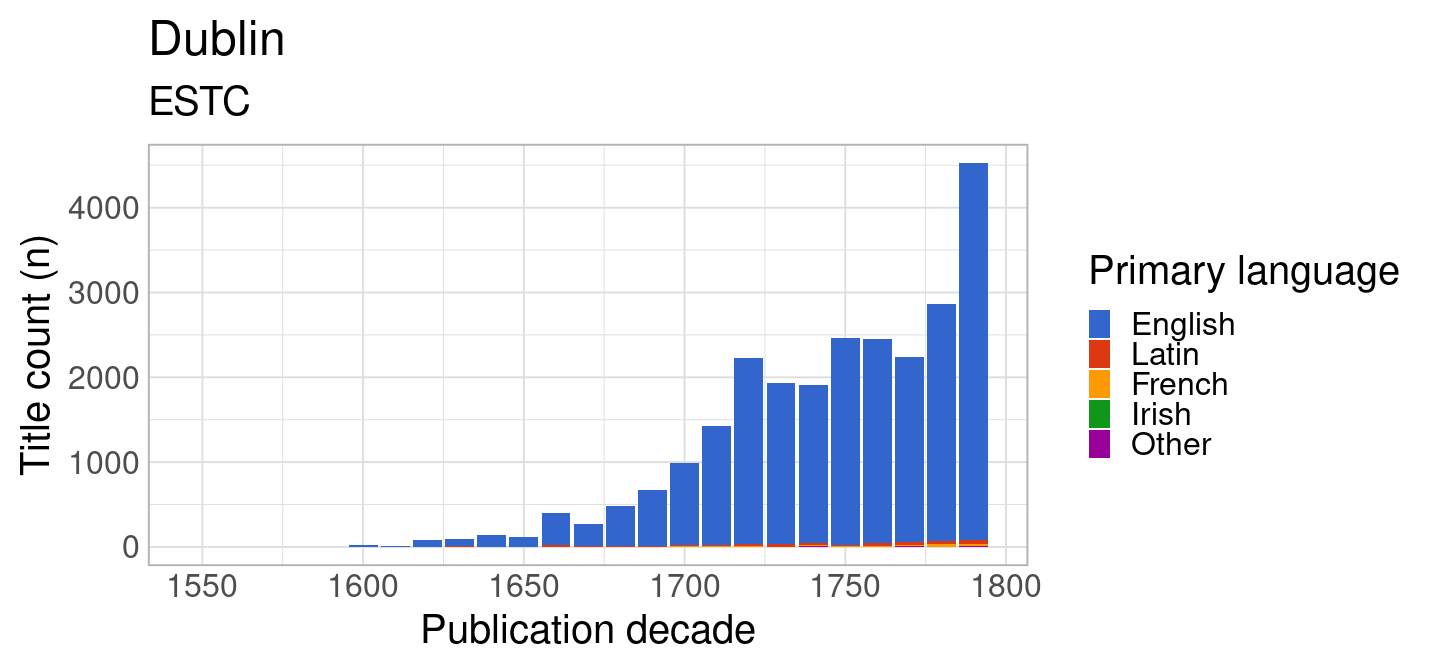 Dublin
ESTC
Title count (n)
4000
3000
2000
1000
0
1550 1600 1650 1700 1750 1800
Publication decade
Primary language
English
Latin
French
Irish
Other